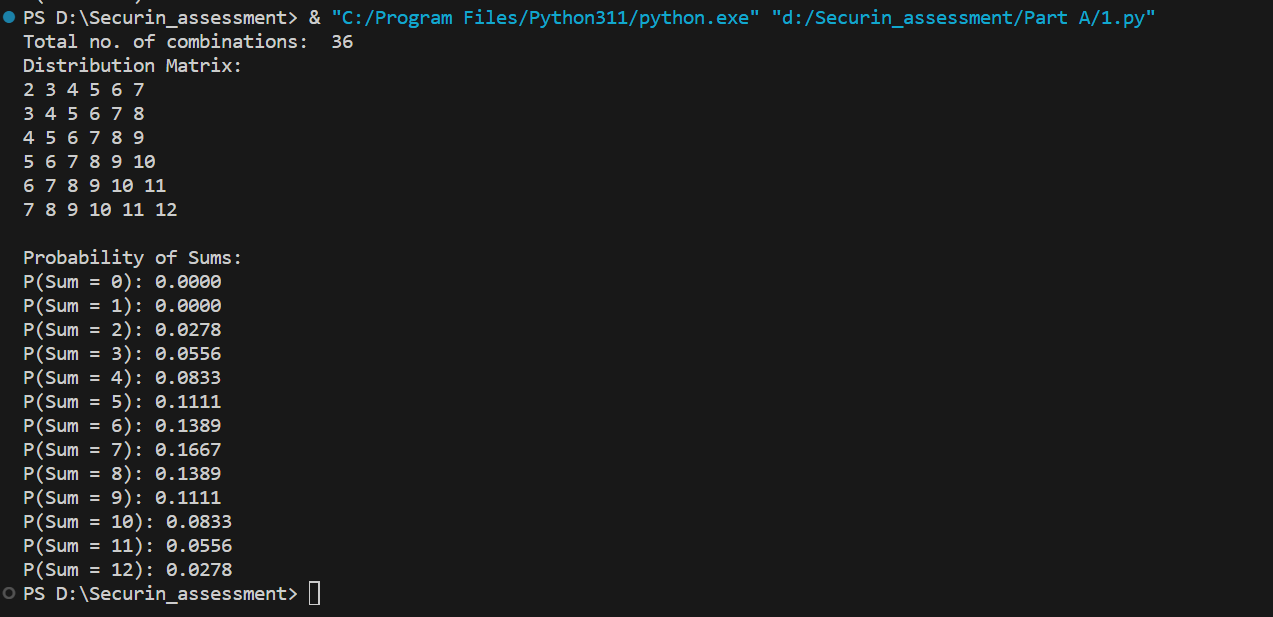 PS D:\Securin_assessment> & "C:/Program Files/Python311/python.exe" "d:/Securin_assessment/Part A/1.py"
Total no. of combinations:  36
Distribution Matrix:
2 3 4 5 6 7
3 4 5 6 7 8
4 5 6 7 8 9
5 6 7 8 9 10
6 7 8 9 10 11
7 8 9 10 11 12
Probability of Sums:
P(Sum = 0): 0.0000
P(Sum = 1): 0.0000
P(Sum = 2): 0.0278
P(Sum = 3): 0.0556
P(Sum = 4): 0.0833
P(Sum = 5): 0.1111
P(Sum = 6): 0.1389
P(Sum = 7): 0.1667
P(Sum = 8): 0.1389
P(Sum = 9): 0.1111
P(Sum = 10): 0.0833
P(Sum = 11): 0.0556
P(Sum = 12): 0.0278
PS D:\Securin_assessment>